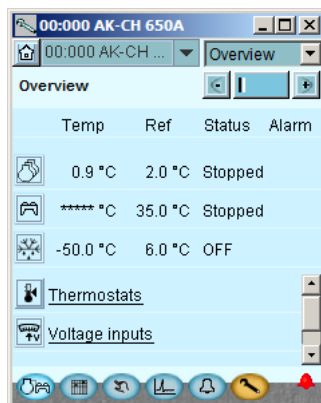 00:000 AK-CH 650A
00:000 AK-CH ... Overview
Overview
Temp Ref Status Alarm
0.9 °C 2.0 °C Stopped
***** °C 35.0 °C Stopped
-50.0 °C 6.0 °C OFF
Thermostats
Voltage inputs